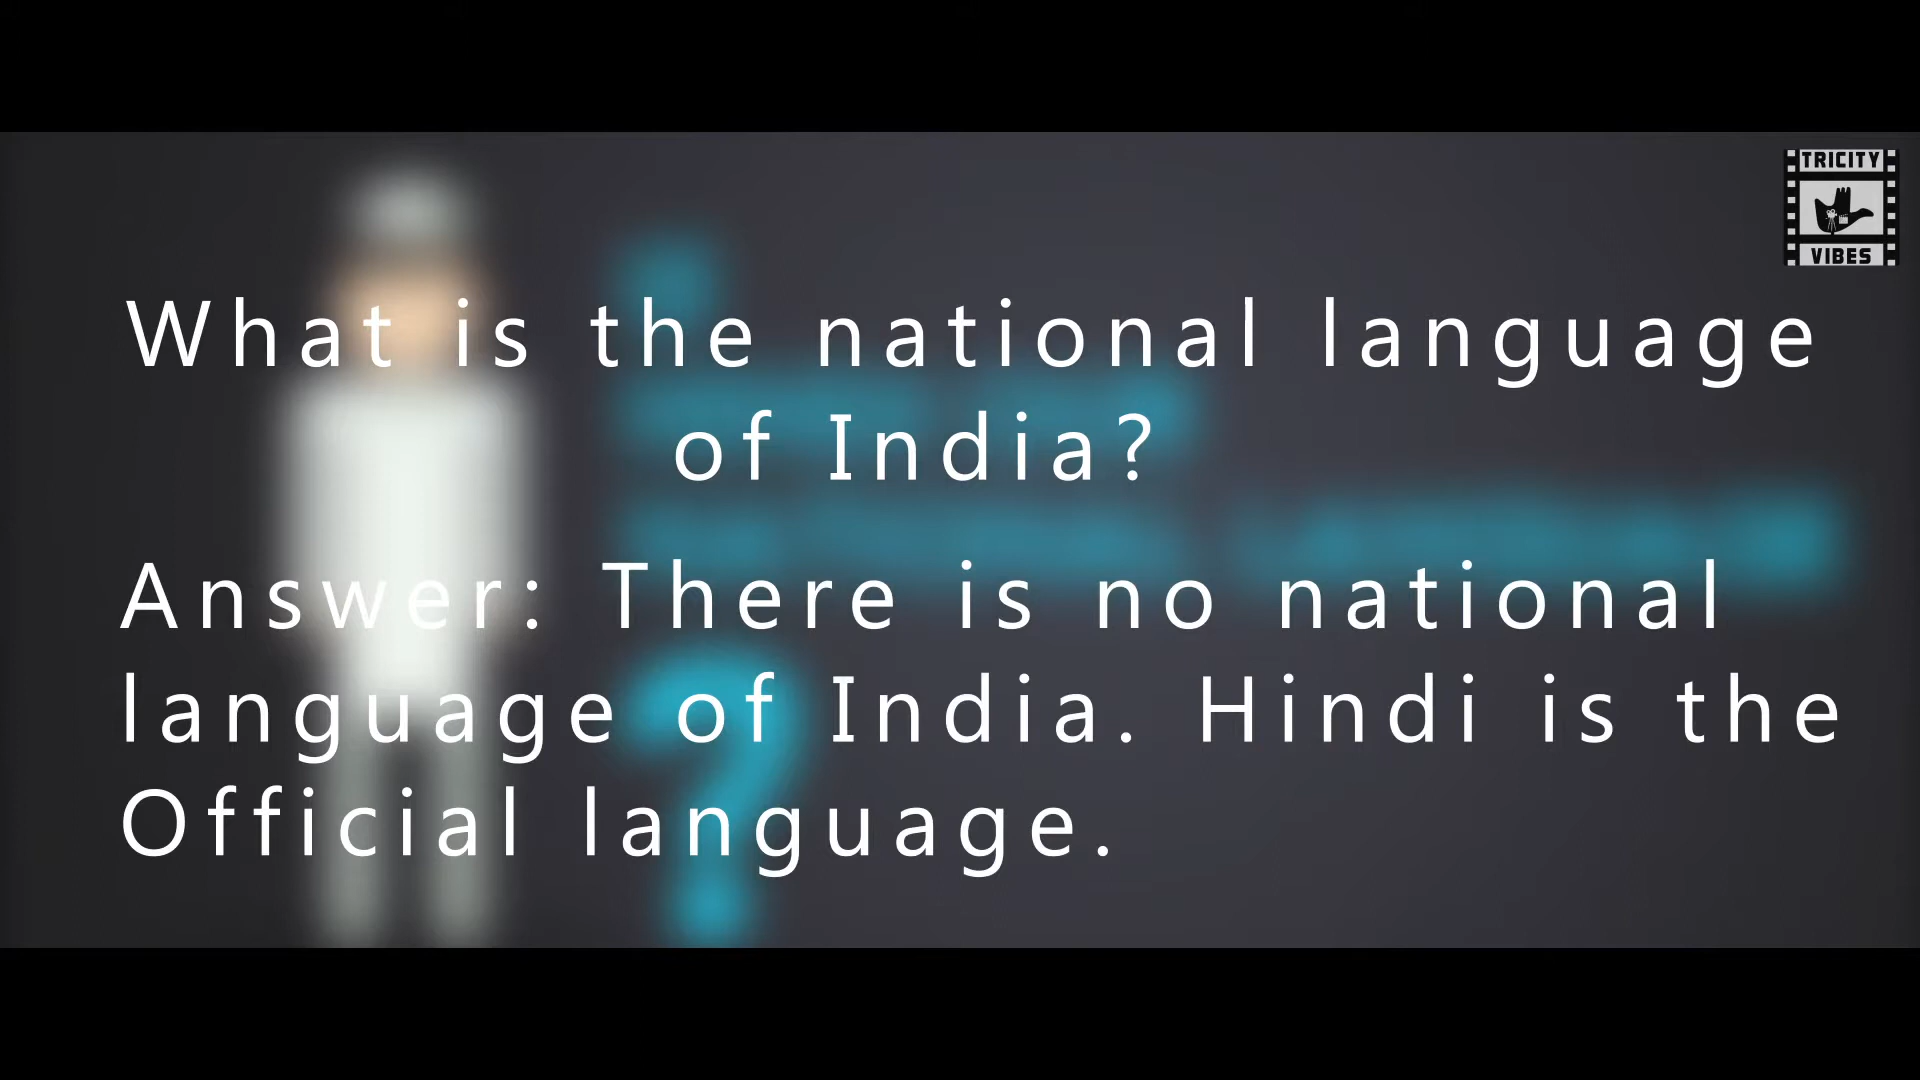 TRICITY
VIBES
What is the national language
of India?
Answer: There is no national
language of India. Hindi is the
Official language.